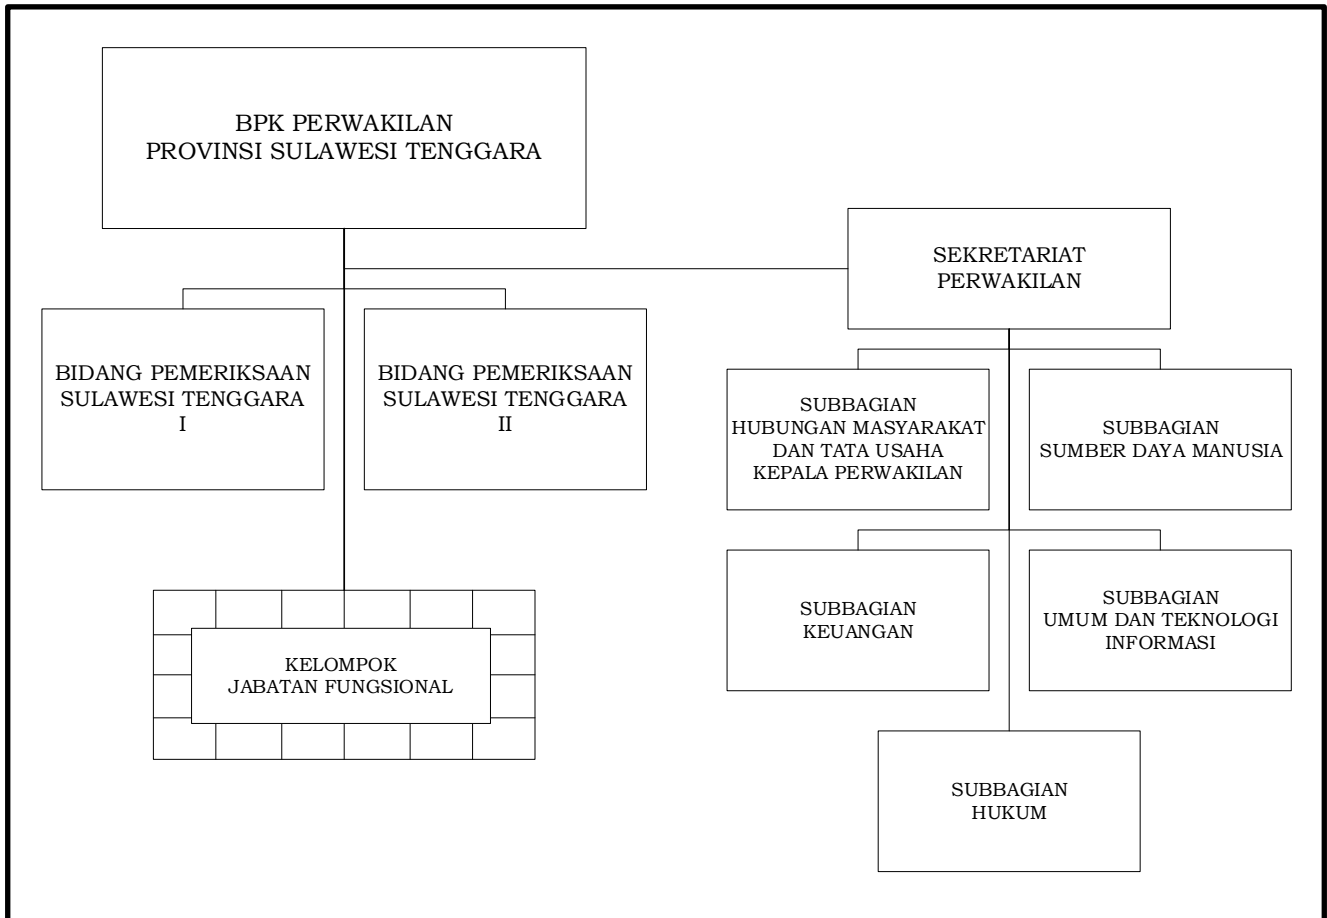 BPK PERWAKILAN
PROVINSI SULAWESI TENGGARA
SEKRETARIAT
PERWAKILAN
BIDANG PEMERIKSAAN
SULAWESI TENGGARA
I
BIDANG PEMERIKSAAN
SULAWESI TENGGARA
II
SUBBAGIAN
HUBUNGAN MASYARAKAT
DAN TATA USAHA
KEPALA PERWAKILAN
SUBBAGIAN
SUMBER DAYA MANUSIA
SUBBAGIAN
KEUANGAN
SUBBAGIAN
UMUM DAN TEKNOLOGI
INFORMASI
KELOMPOK
JABATAN FUNGSIONAL
SUBBAGIAN
HUKUM